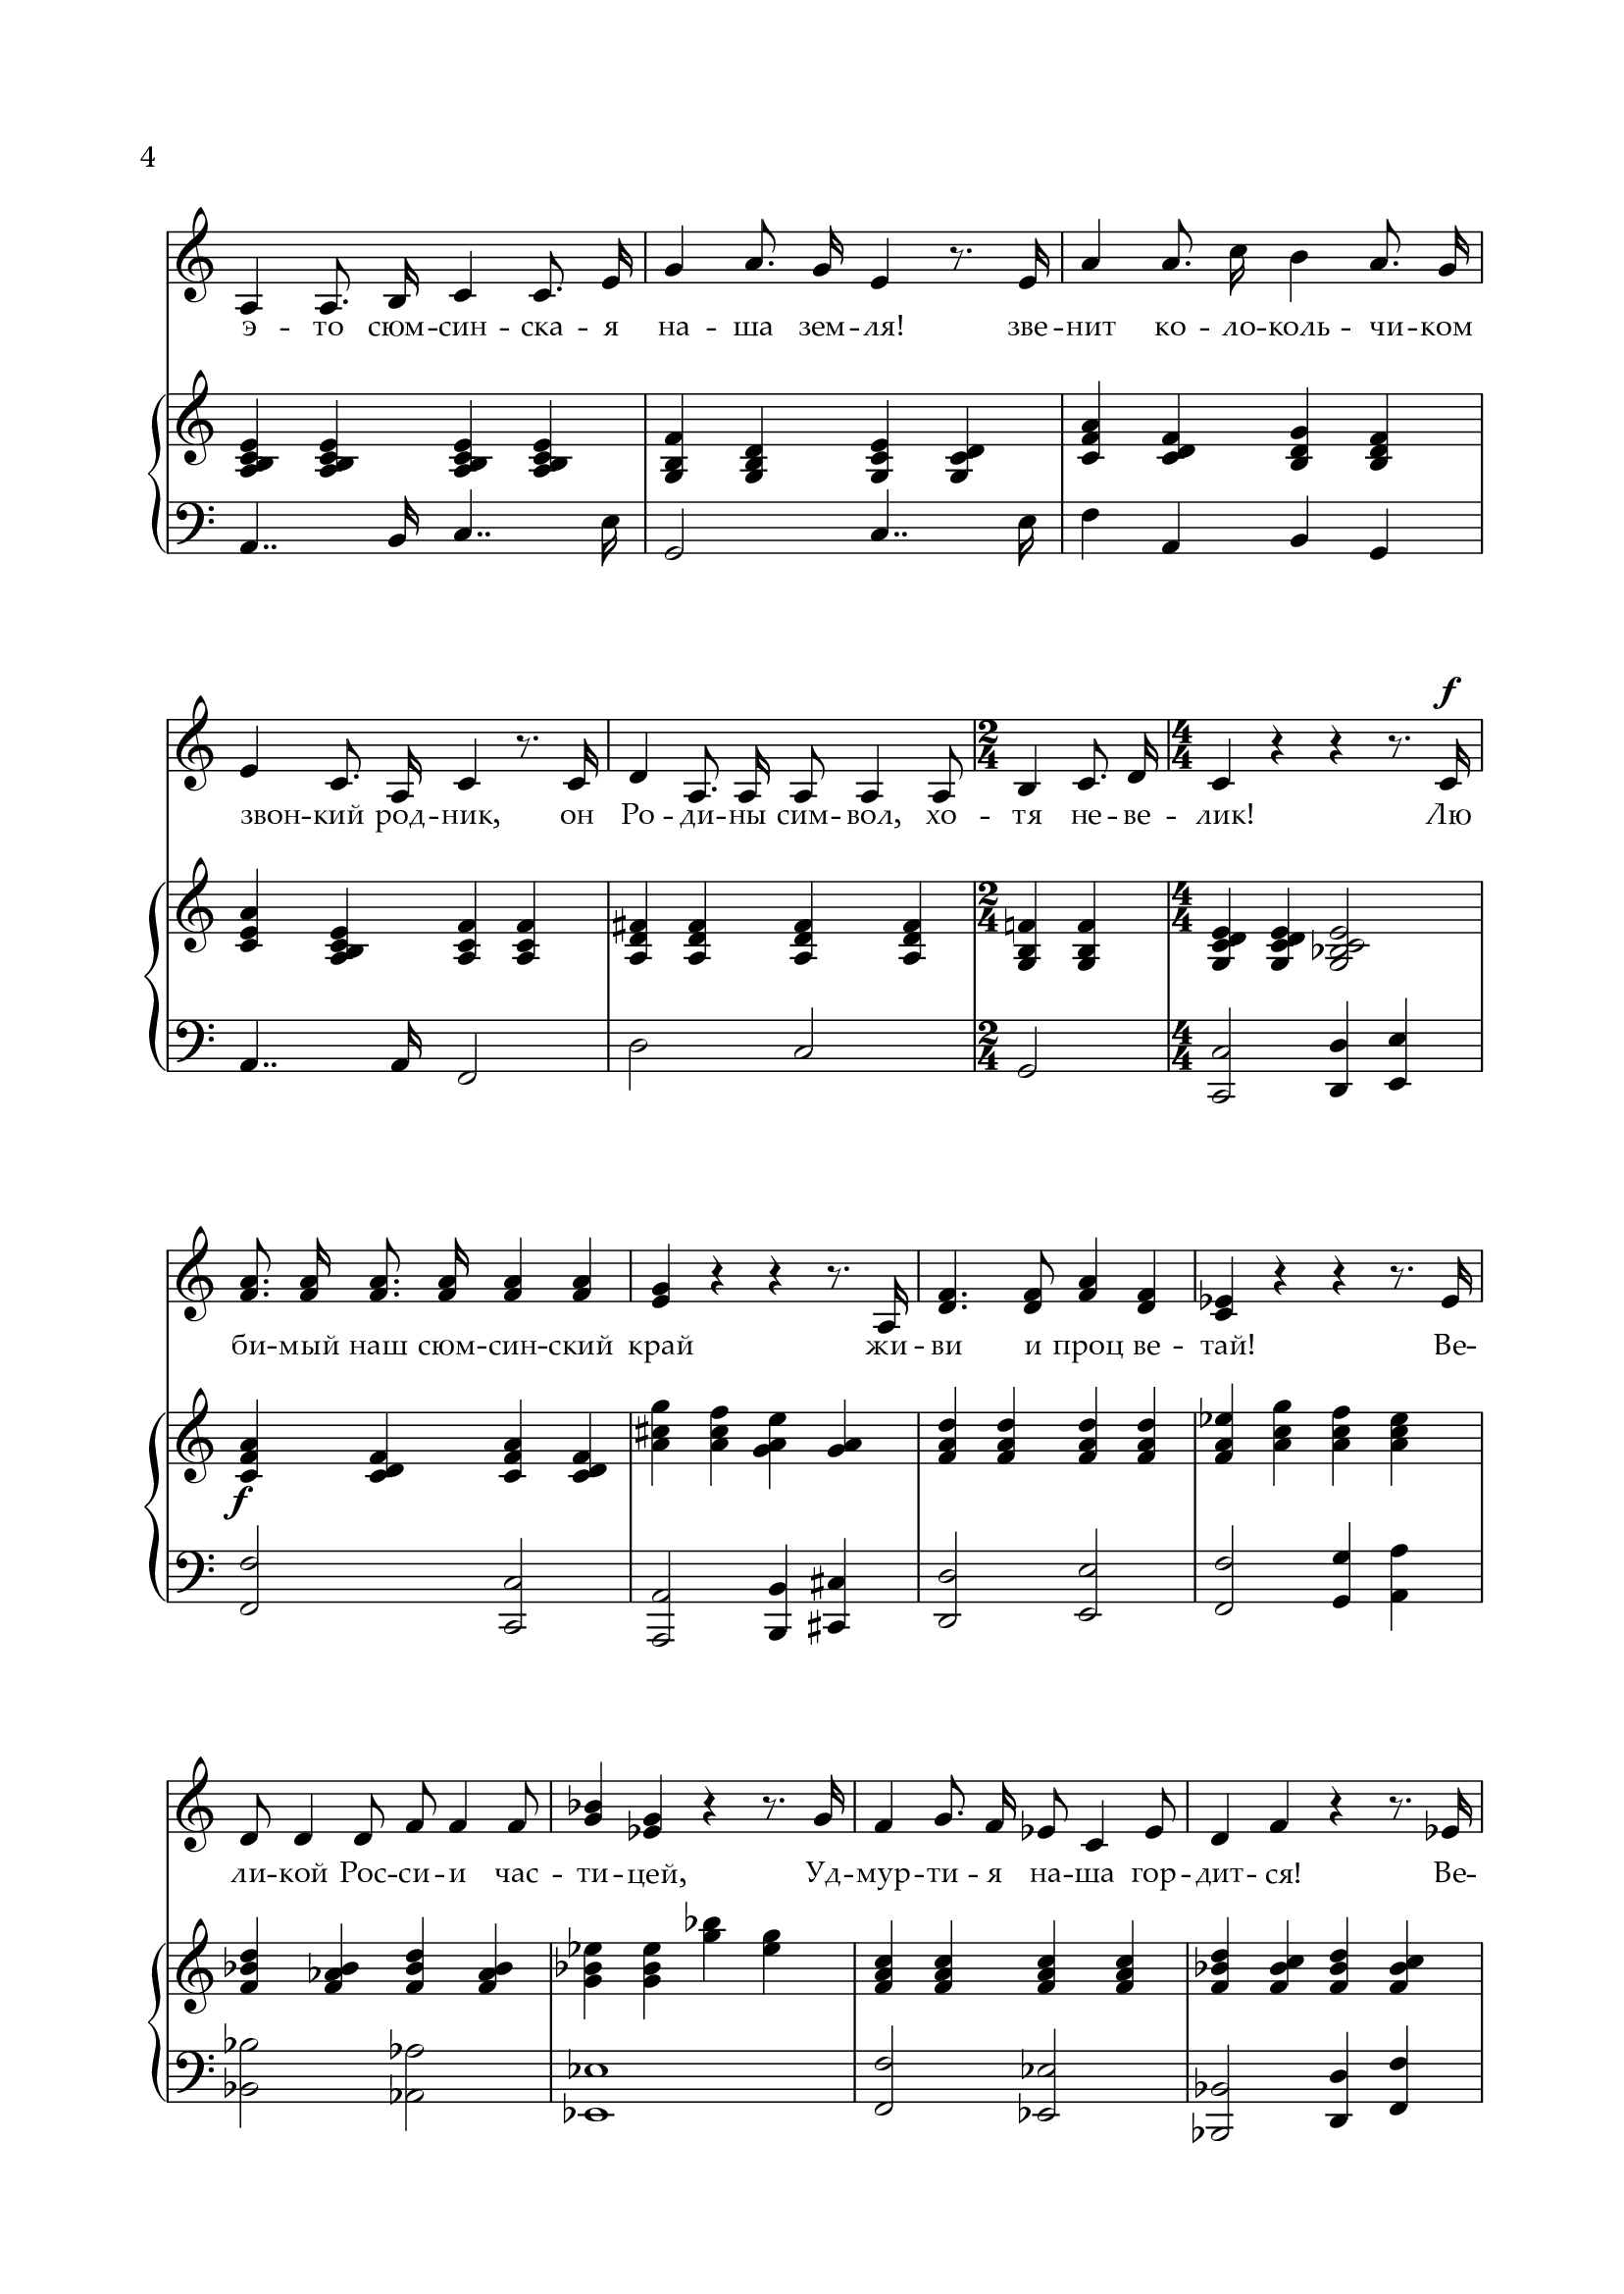 4
э -- то сюм -- син -- ска -- я на -- ша зем -- ля! зве -- нит ко -- ло -- коль -- чи -- ком
f
звон -- кий род -- ник, он Ро -- ди -- ны сим -- вол, хо -- тя не -- ве -- лик! Лю
би -- мый наш сюм -- син -- ский край жи -- ви и проц ве -- тай! Ве --
f
ли -- кой Рос -- си -- и час -- ти -- цей, Уд -- мур -- ти -- я на -- ша гор -- дит -- ся! Ве --